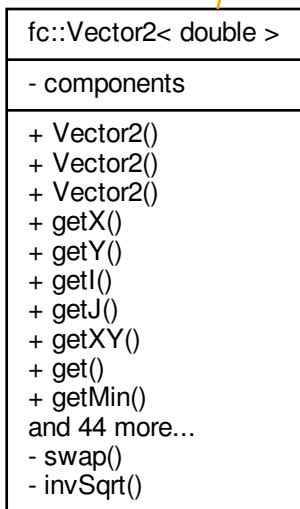 fc::Vector2< double >
- components
+ Vector2()
+ Vector2()
+ Vector2()
+ getX()
+ getY()
+ getI()
+ getJ()
+ getXY()
+ get()
+ getMin()
and 44 more...
- swap()
- invSqrt()